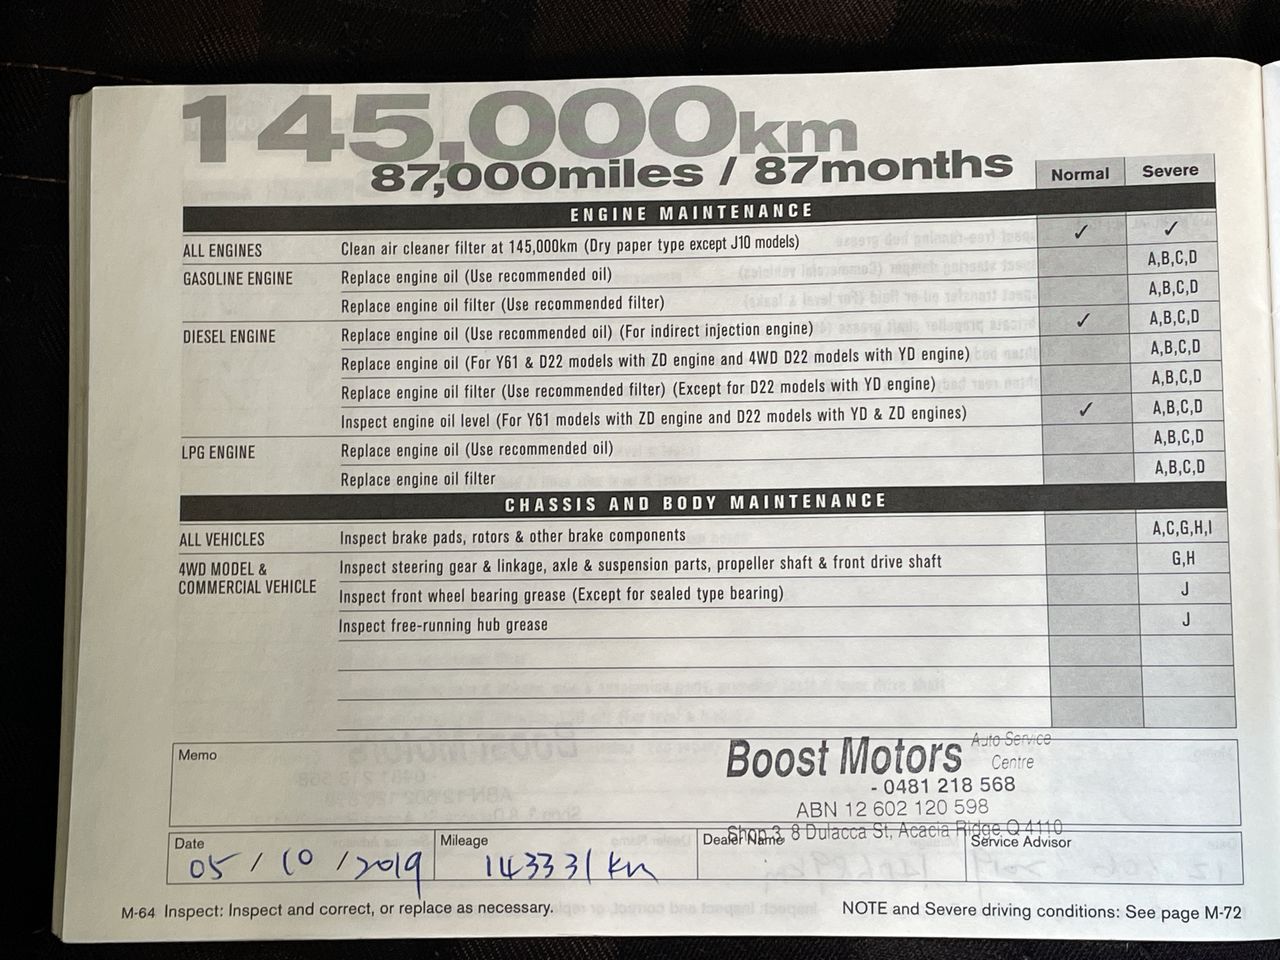 145,000km
87,000miles / 87months
Normal Severe
ENGINE MAINTENANCE
ALL ENGINES Clean air cleaner filter at 145,000km (Dry paper type except J10 models) ✓ ✓
GASOLINE ENGINE Replace engine oil (Use recommended oil) A,B,C,D
Replace engine oil filter (Use recommended filter) A,B,C,D
DIESEL ENGINE Replace engine oil (Use recommended oil) (For indirect injection engine) ✓ A,B,C,D
Replace engine oil (For Y61 & D22 models with ZD engine and 4WD D22 models with YD engine) A,B,C,D
Replace engine oil filter (Use recommended filter) (Except for D22 models with YD engine) A,B,C,D
Inspect engine oil level (For Y61 models with ZD engine and D22 models with YD & ZD engines) ✓ A,B,C,D
LPG ENGINE Replace engine oil (Use recommended oil) A,B,C,D
Replace engine oil filter A,B,C,D
CHASSIS AND BODY MAINTENANCE
ALL VEHICLES Inspect brake pads, rotors & other brake components A,C,G,H,I
4WD MODEL & Inspect steering gear & linkage, axle & suspension parts, propeller shaft & front drive shaft G,H
COMMERCIAL VEHICLE Inspect front wheel bearing grease (Except for sealed type bearing) J
Inspect free-running hub grease J
Memo
Boost Motors Auto Service
Centre
- 0481 218 568
ABN 12 602 120 598
Shop 3, 8 Dulacca St, Acacia Ridge Q 4110
Date Mileage Dealer Name Service Advisor
05 / 10 / 2019 143331 km
M-64 Inspect: Inspect and correct, or replace as necessary. NOTE and Severe driving conditions: See page M-72